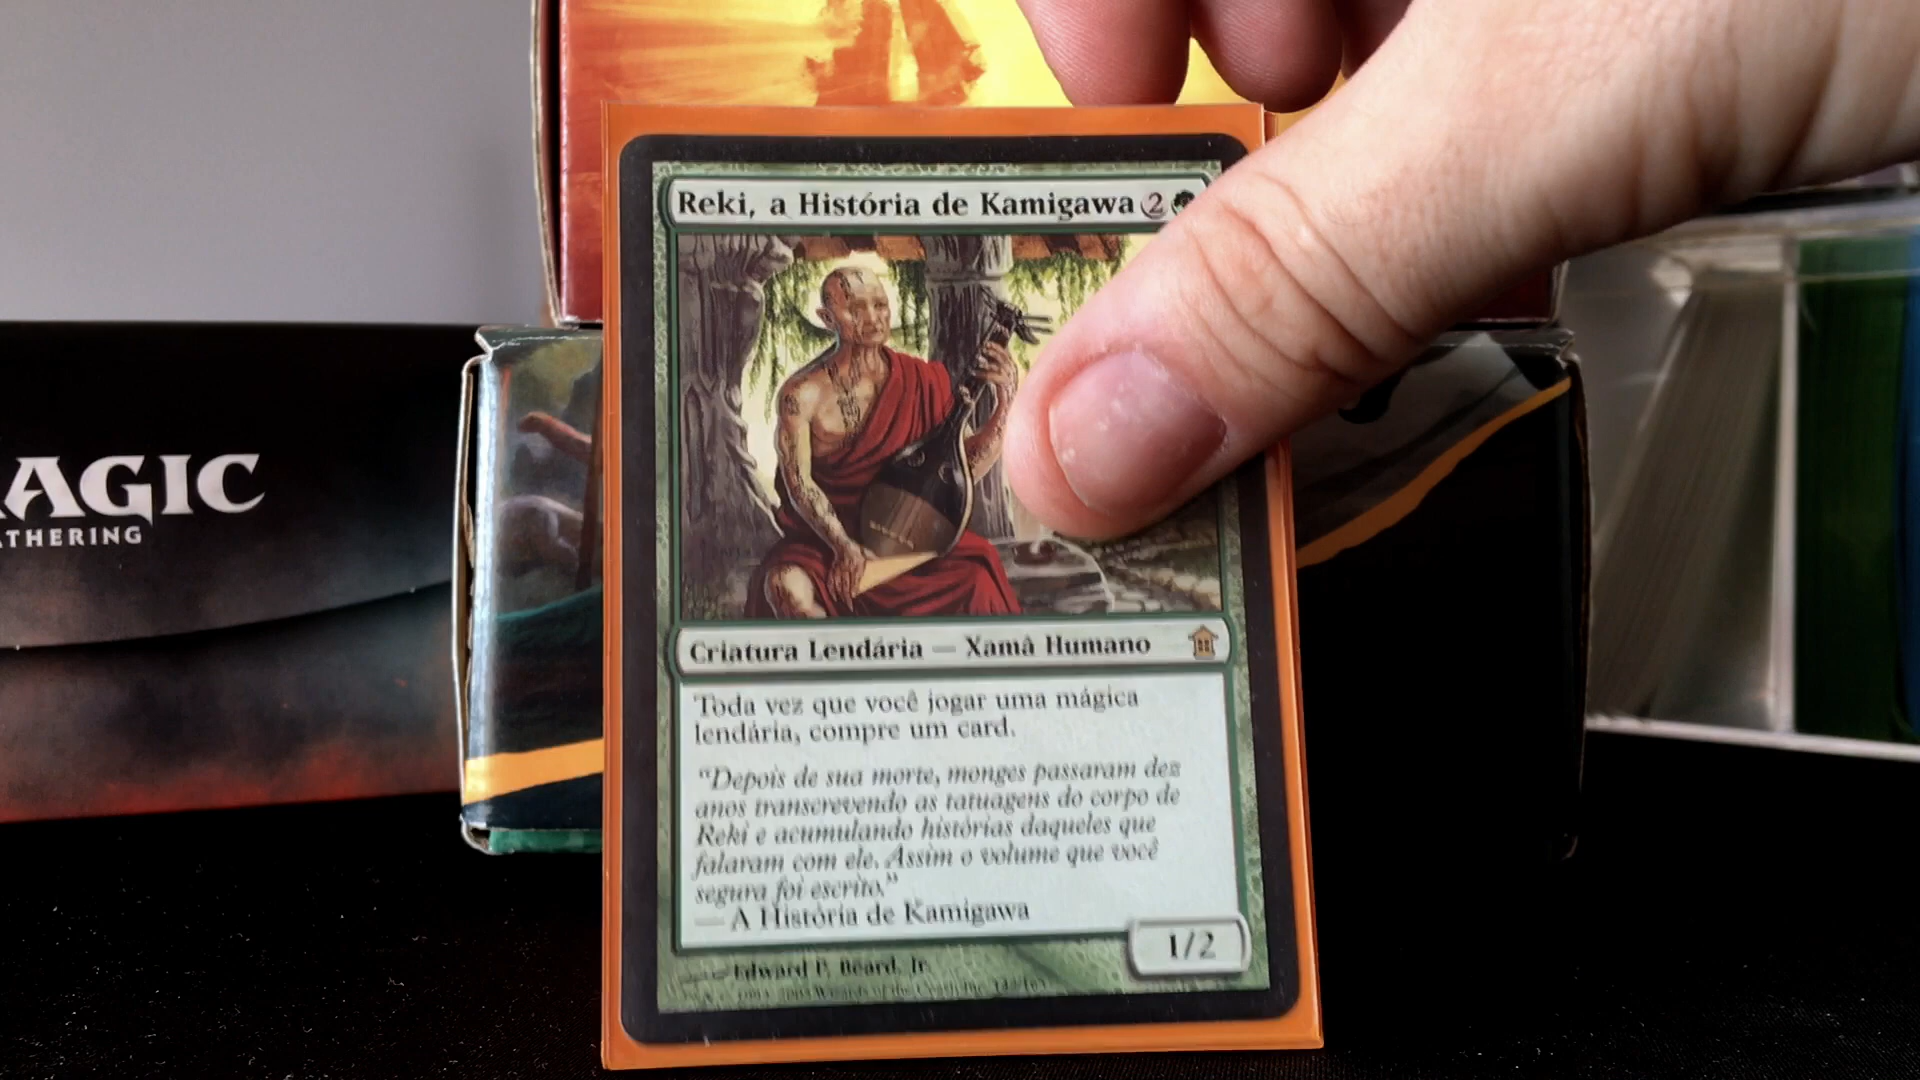 Reki, a História de Kamigawa 2
AGIC
ATHERING
Criatura Lendária — Xamã Humano
Toda vez que você jogar uma mágica
lendária, compre um card.
"Depois de sua morte, monges passaram dez
anos transcrevendo as tatuagens do corpo de
Reki e acumulando histórias daqueles que
falaram com ele. Assim o volume que você
segura foi escrito."
— A História de Kamigawa
1/2
Edward P. Beard, Jr.